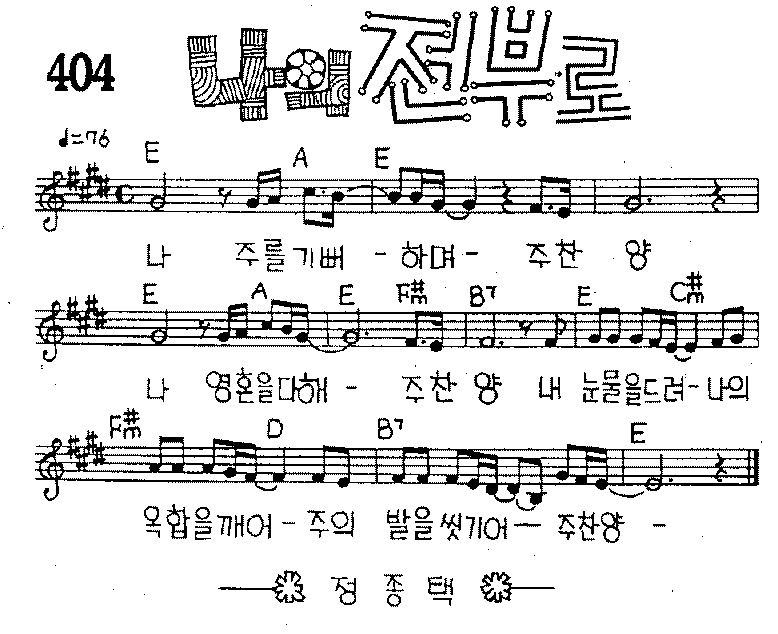 404 나의 전부로
♩=76
E A E
나 주를기뻐 - 하며 - 주찬 양
E A E F#m B7 E C#m
나 영혼을다해 - 주찬 양 내 눈물을드려-나의
F#m D B7 E
옥합을깨어 - 주의 발을씻기어 — 주찬양 -
정종택